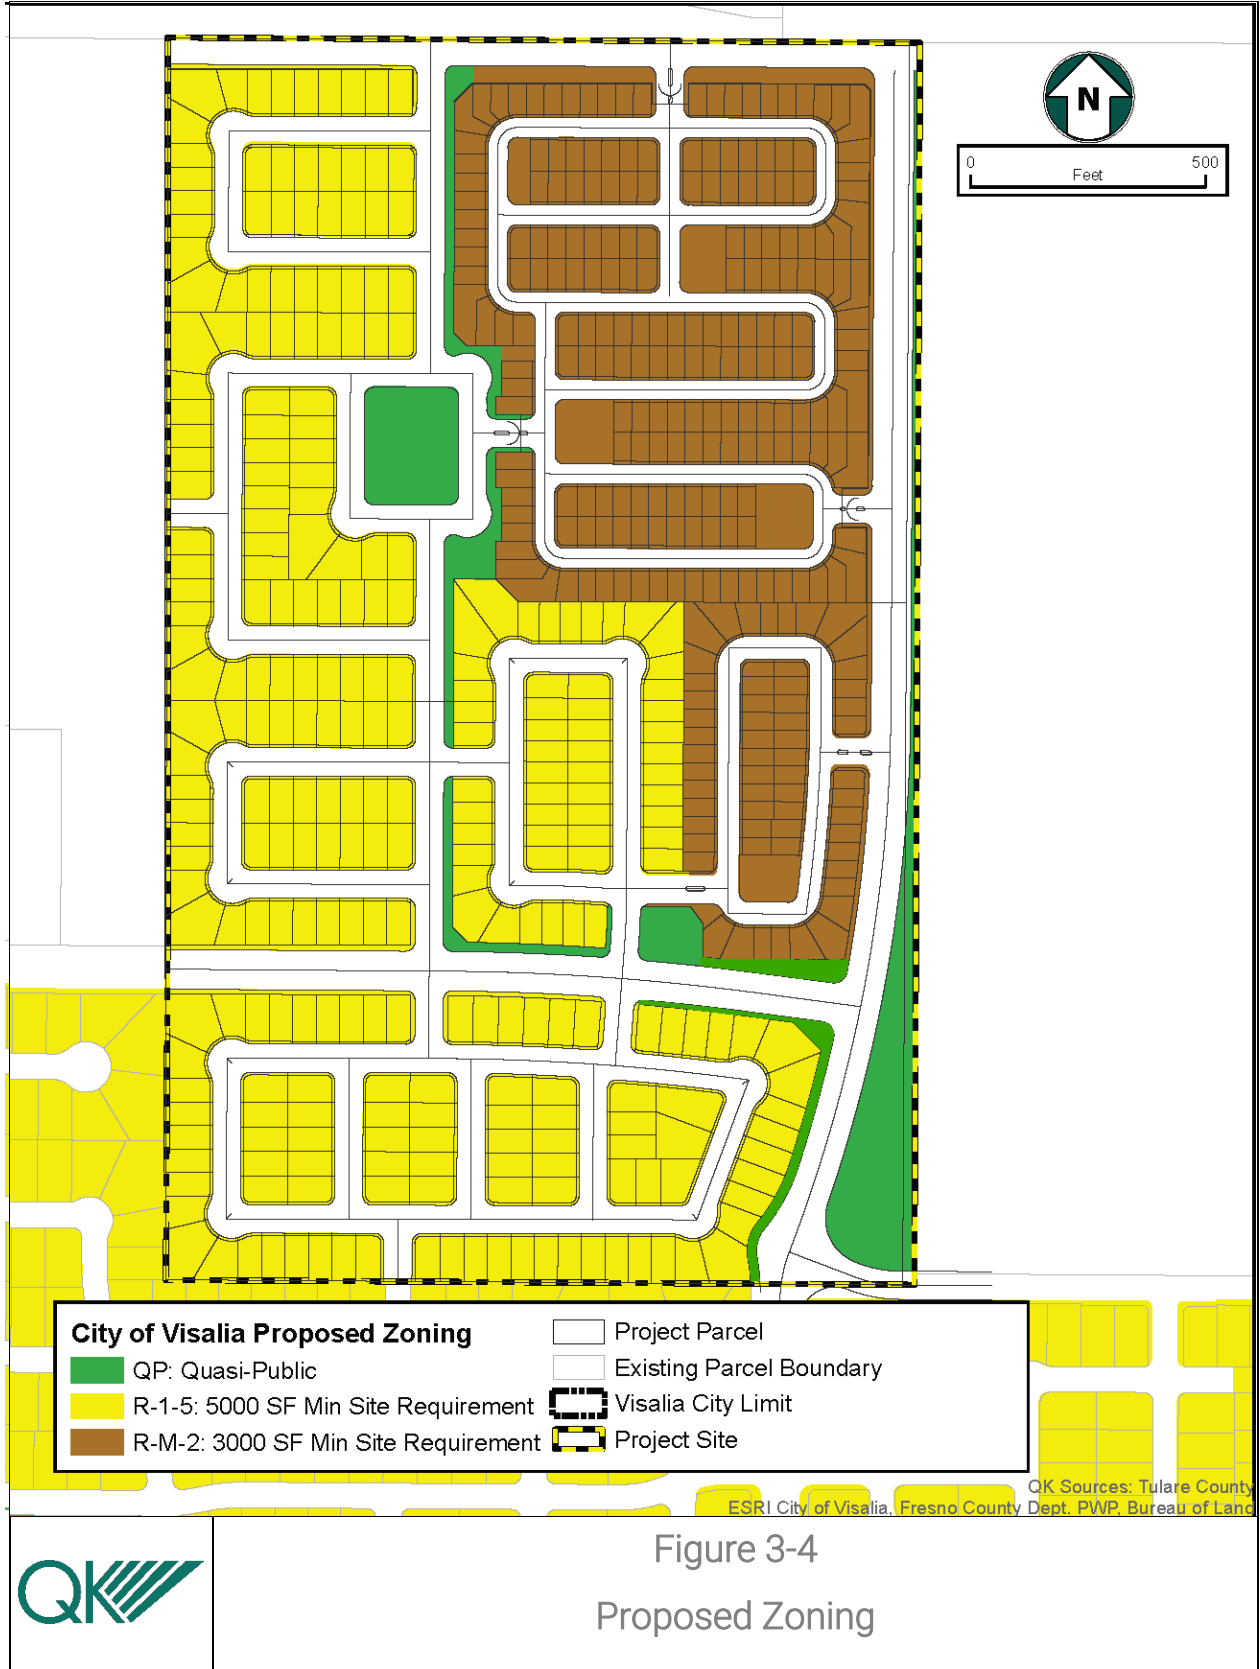 N
0 500
Feet
City of Visalia Proposed Zoning
QP: Quasi-Public
R-1-5: 5000 SF Min Site Requirement
R-M-2: 3000 SF Min Site Requirement
Project Parcel
Existing Parcel Boundary
Visalia City Limit
Project Site
QK Sources: Tulare County
ESRI City of Visalia, Fresno County Dept. PWP, Bureau of Land
QK
Figure 3-4
Proposed Zoning